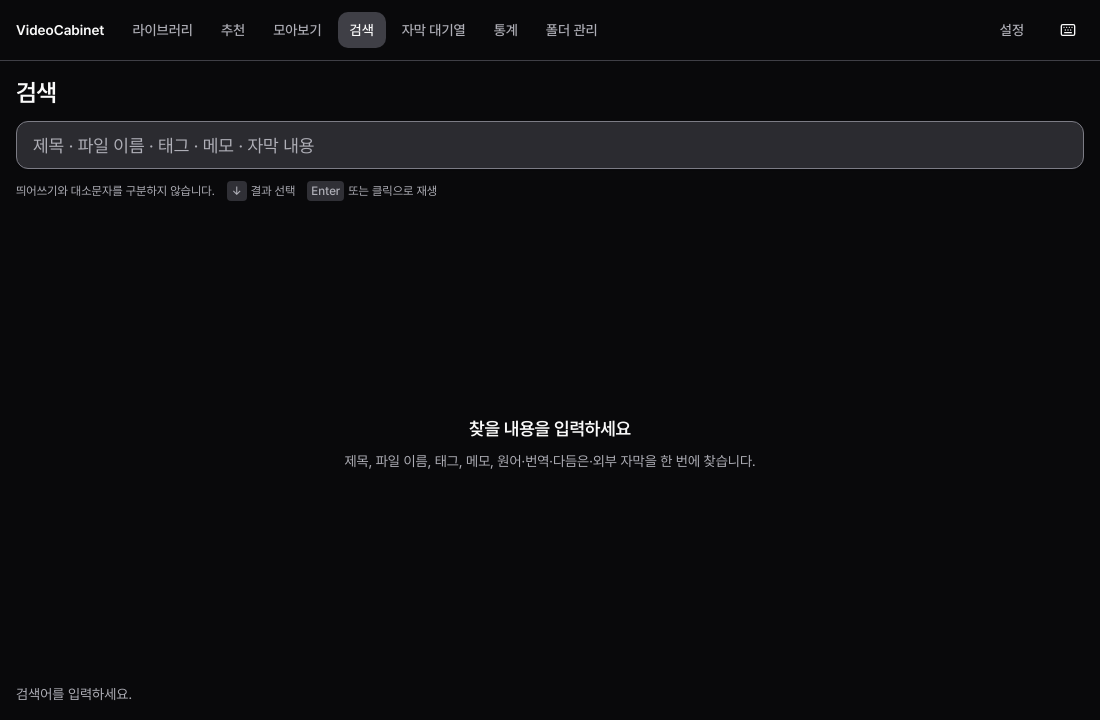 VideoCabinet 라이브러리 추천 모아보기 검색 자막 대기열 통계 폴더 관리 설정
검색
제목 · 파일 이름 · 태그 · 메모 · 자막 내용
띄어쓰기와 대소문자를 구분하지 않습니다. ↓ 결과 선택 Enter 또는 클릭으로 재생
찾을 내용을 입력하세요
제목, 파일 이름, 태그, 메모, 원어·번역·다듬은·외부 자막을 한 번에 찾습니다.
검색어를 입력하세요.